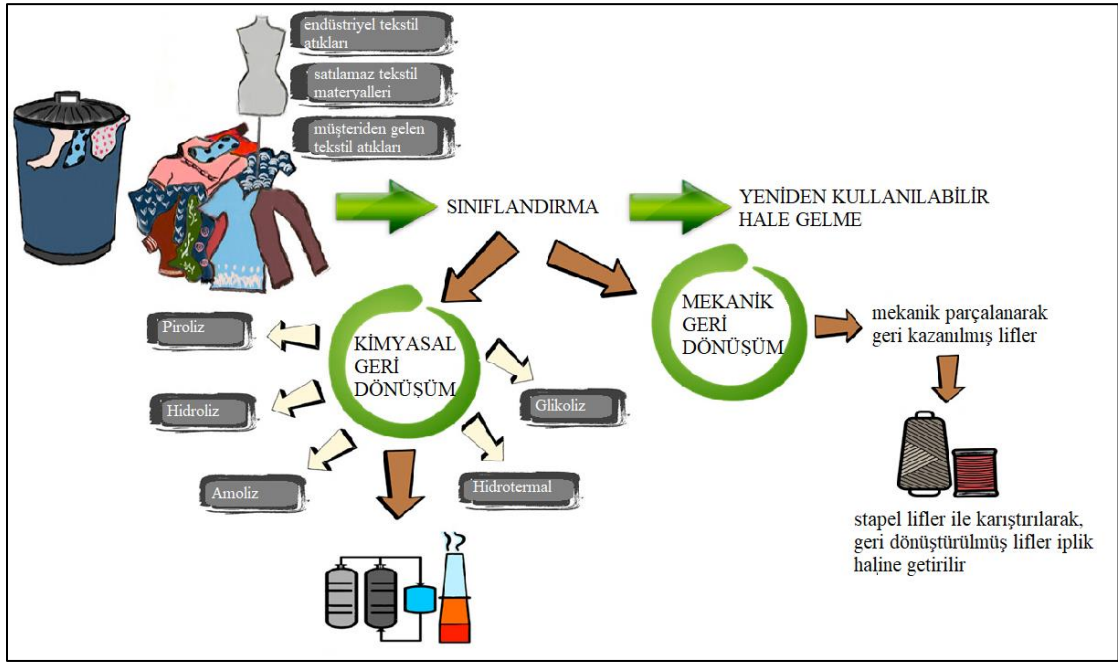 endüstriyel tekstil
atıkları
satılamaz tekstil
materyalleri
müşteriden gelen
tekstil atıkları
SINIFLANDIRMA
YENİDEN KULLANILABİLİR
HALE GELME
KİMYASAL
GERİ
DÖNÜŞÜM
Piroliz
Hidroliz
Amoliz
Hidrotermal
Glikoliz
MEKANİK
GERİ
DÖNÜŞÜM
mekanik parçalanarak
geri kazanılmış lifler
stapel lifler ile karıştırılarak,
geri dönüştürülmüş lifler iplik
haline getirilir